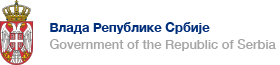 Влада Републике Србије
Government of the Republic of Serbia